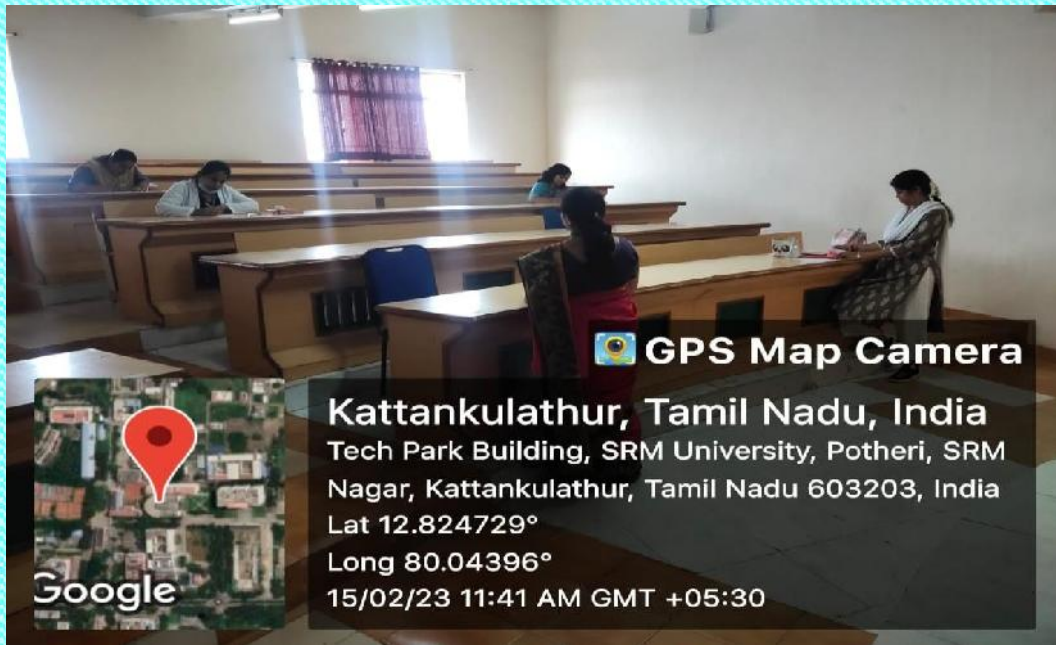 GPS Map Camera
Kattankulathur, Tamil Nadu, India
Tech Park Building, SRM University, Potheri, SRM
Nagar, Kattankulathur, Tamil Nadu 603203, India
Lat 12.824729°
Long 80.04396°
15/02/23 11:41 AM GMT +05:30
Google